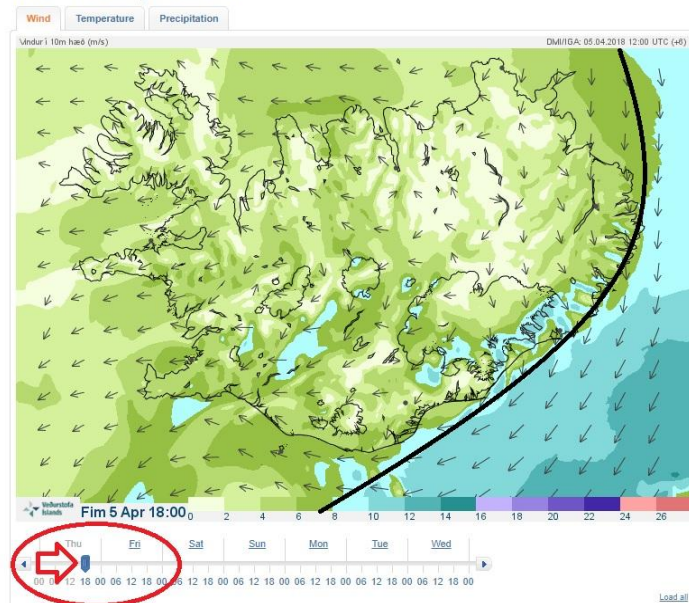 Wind Temperature Precipitation
Vindur í 10m hæð (m/s) DMI/IGA: 05.04.2018 12:00 UTC (+6)
Veðurstofa
Íslands
Fim 5 Apr 18:00
0 2 4 6 8 10 12 14 16 18 20 22 24 26
Thu Fri Sat Sun Mon Tue Wed
00 06 12 18 00 06 12 18 00 06 12 18 00 06 12 18 00 06 12 18 00 06 12 18 00 06 12 18 00
Load all